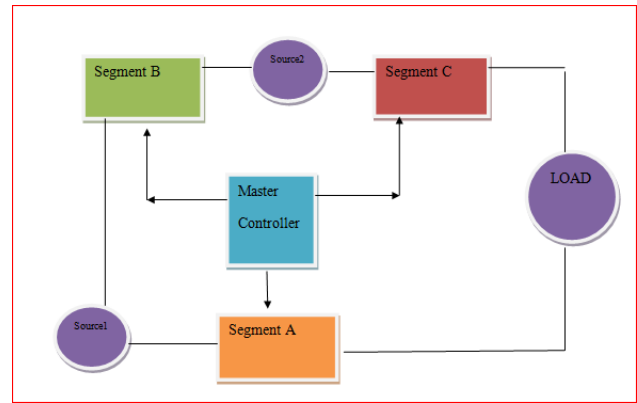 Segment B
Source2
Segment C
Master
Controller
LOAD
Source1
Segment A